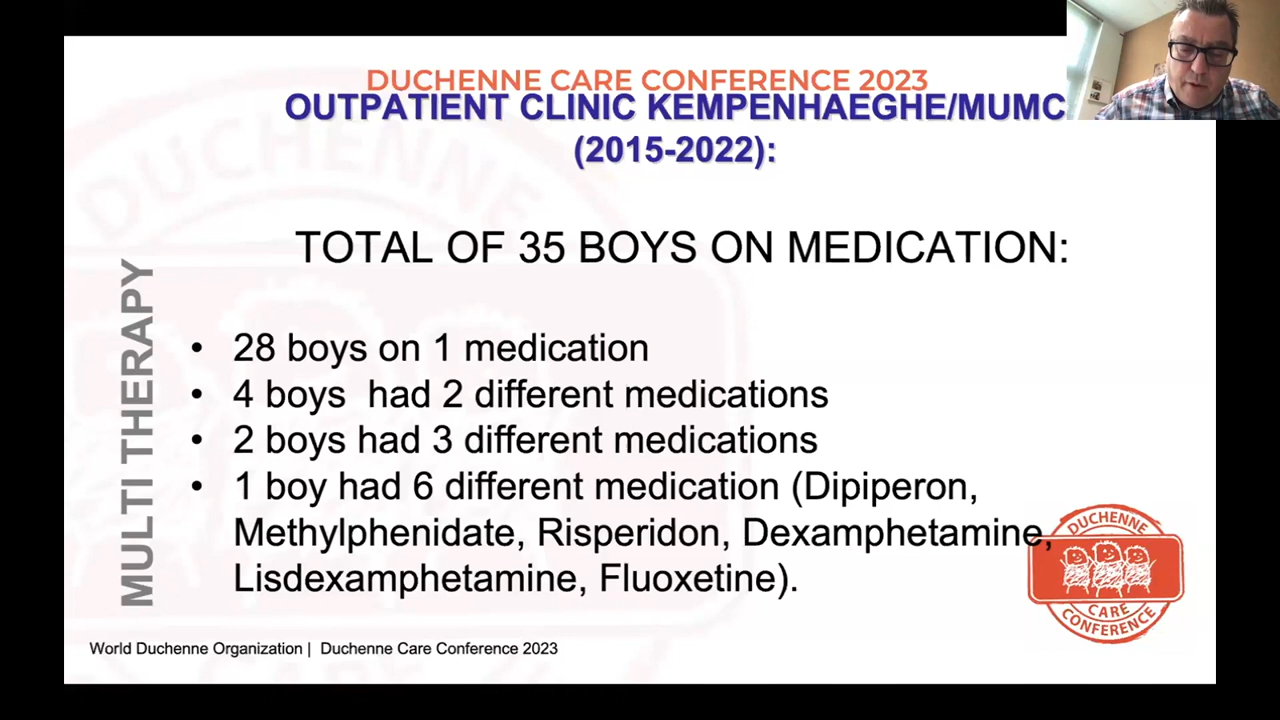 DUCHENNE CARE CONFERENCE 2023
OUTPATIENT CLINIC KEMPENHAEGHE/MUMC
(2015-2022):
TOTAL OF 35 BOYS ON MEDICATION:
MULTI THERAPY
• 28 boys on 1 medication
• 4 boys had 2 different medications
• 2 boys had 3 different medications
• 1 boy had 6 different medication (Dipiperon,
Methylphenidate, Risperidon, Dexamphetamine,
Lisdexamphetamine, Fluoxetine).
DUCHENNE
CARE
CONFERENCE
World Duchenne Organization | Duchenne Care Conference 2023
DUCHENNE
CARE